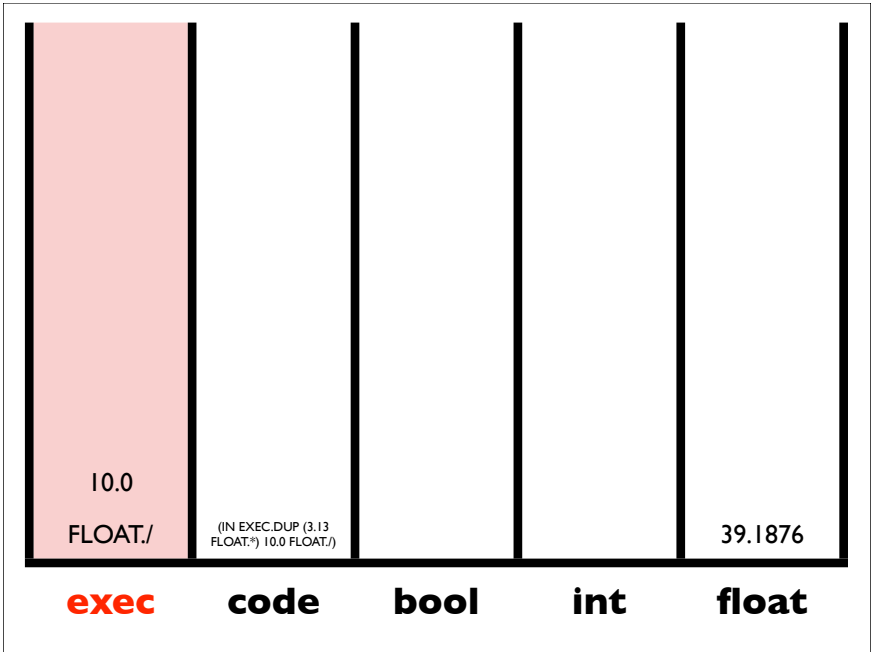 10.0
FLOAT./
(IN EXEC.DUP (3.13
FLOAT.*) 10.0 FLOAT./)
39.1876
exec code bool int float